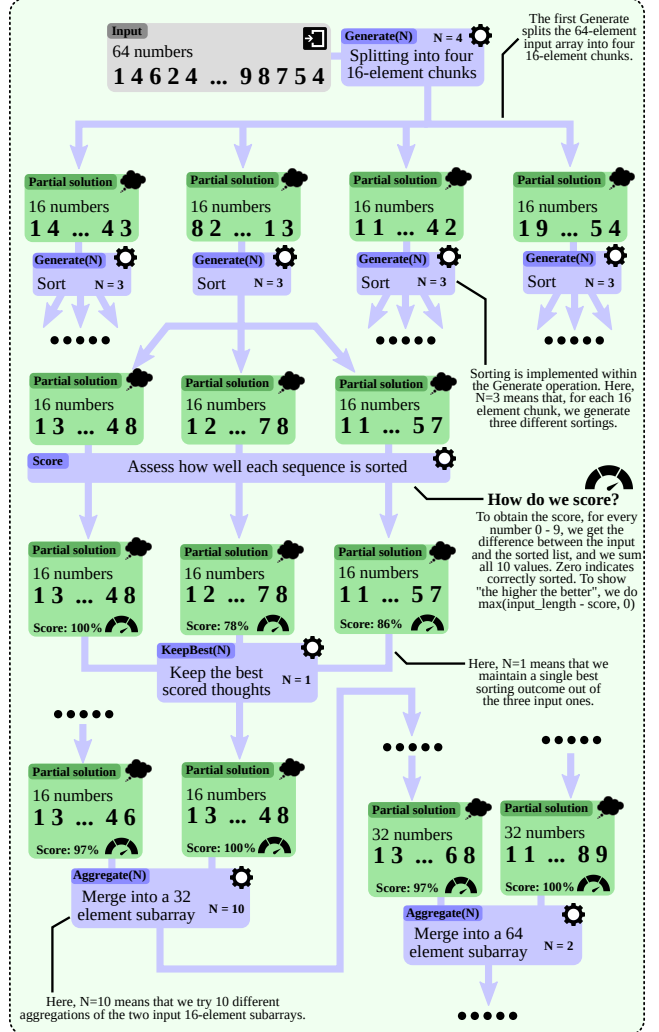 Input
64 numbers
1 4 6 2 4 ... 9 8 7 5 4
Generate(N) N = 4
Splitting into four
16-element chunks
The first Generate
splits the 64-element
input array into four
16-element chunks.
Partial solution
16 numbers
1 4 ... 4 3
Generate(N)
Sort N = 3
Partial solution
16 numbers
8 2 ... 1 3
Generate(N)
Sort N = 3
Partial solution
16 numbers
1 1 ... 4 2
Generate(N)
Sort N = 3
Partial solution
16 numbers
1 9 ... 5 4
Generate(N)
Sort N = 3
Sorting is implemented within
the Generate operation. Here,
N=3 means that, for each 16
element chunk, we generate
three different sortings.
Partial solution
16 numbers
1 3 ... 4 8
Partial solution
16 numbers
1 2 ... 7 8
Partial solution
16 numbers
1 1 ... 5 7
Score
Assess how well each sequence is sorted
How do we score?
To obtain the score, for every
number 0 - 9, we get the
difference between the input
and the sorted list, and we sum
all 10 values. Zero indicates
correctly sorted. To show
"the higher the better", we do
max(input_length - score, 0)
Partial solution
16 numbers
1 3 ... 4 8
Score: 100%
Partial solution
16 numbers
1 2 ... 7 8
Score: 78%
Partial solution
16 numbers
1 1 ... 5 7
Score: 86%
KeepBest(N)
Keep the best
scored thoughts
N = 1
Here, N=1 means that we
maintain a single best
sorting outcome out of
the three input ones.
Partial solution
16 numbers
1 3 ... 4 6
Score: 97%
Partial solution
16 numbers
1 3 ... 4 8
Score: 100%
Aggregate(N)
Merge into a 32
element subarray
N = 10
Here, N=10 means that we try 10 different
aggregations of the two input 16-element subarrays.
Partial solution
32 numbers
1 3 ... 6 8
Score: 97%
Partial solution
32 numbers
1 1 ... 8 9
Score: 100%
Aggregate(N)
Merge into a 64
element subarray
N = 2